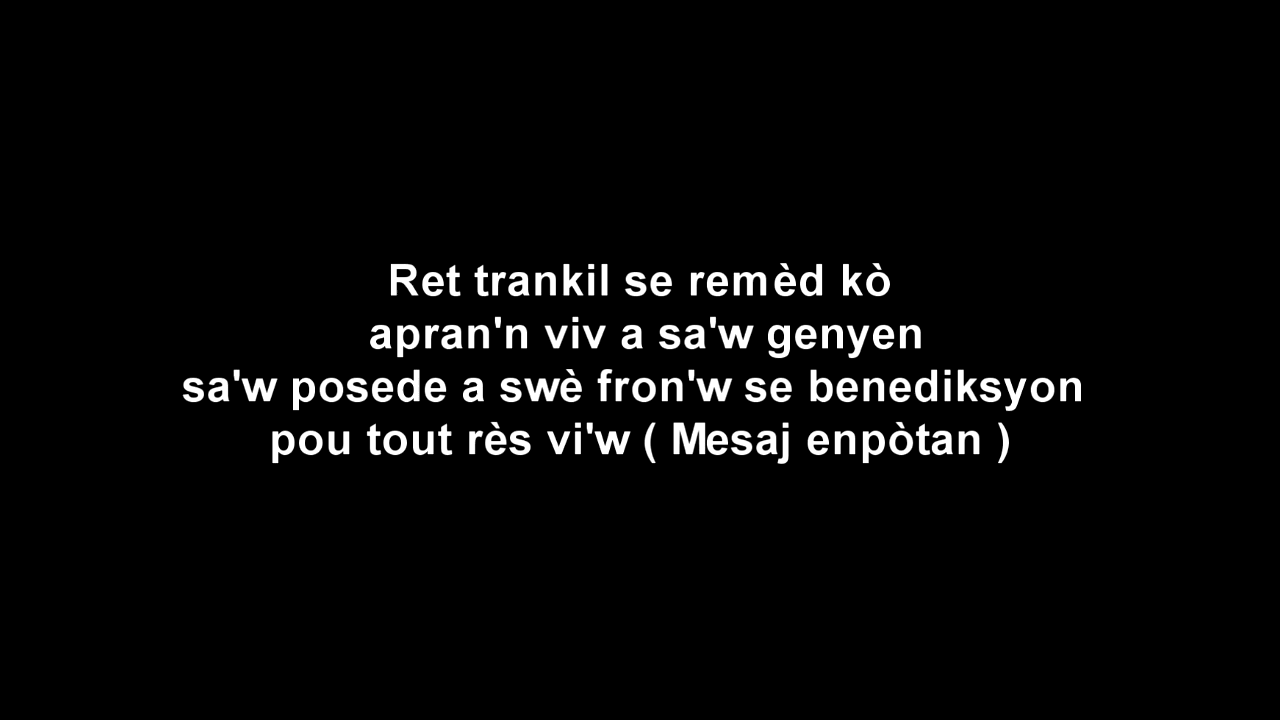 Ret trankil se remèd kò
apran'n viv a sa'w genyen
sa'w posede a swè fron'w se benediksyon
pou tout rès vi'w ( Mesaj enpòtan )